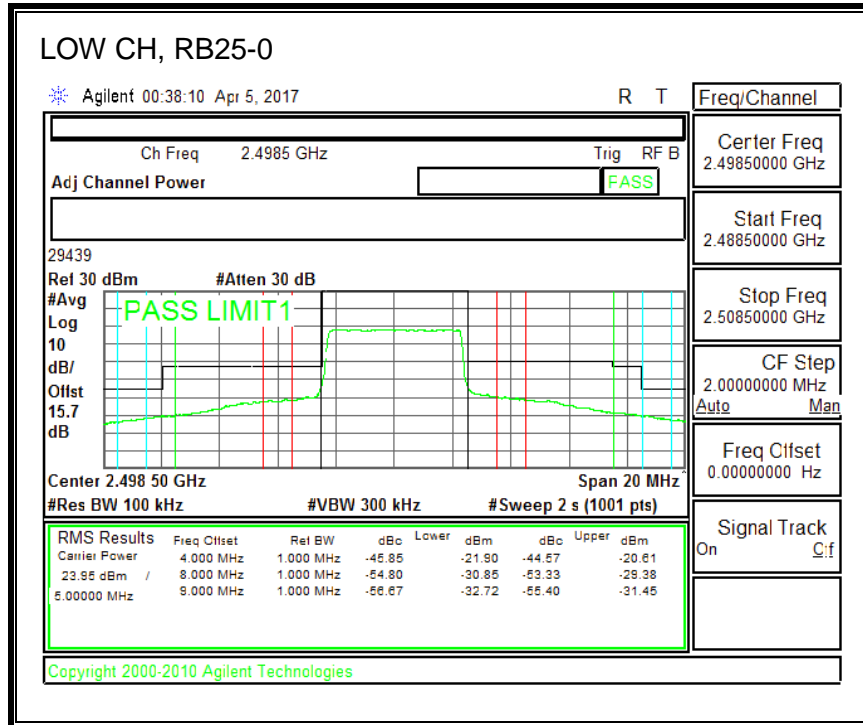 LOW CH, RB25-0
Agilent 00:38:10 Apr 5, 2017 R T
Ch Freq 2.4985 GHz Trig RF B
Adj Channel Power PASS
29439
Ref 30 dBm #Atten 30 dB
#Avg
Log
10
dB/
Offst
15.7
dB
PASS LIMIT1
Center 2.498 50 GHz Span 20 MHz
#Res BW 100 kHz #VBW 300 kHz #Sweep 2 s (1001 pts)
RMS Results Freq Offset Ref BW dBc Lower dBm dBc Upper dBm
Carrier Power 4.000 MHz 1.000 MHz -45.85 -21.90 -44.57 -20.61
23.95 dBm / 8.000 MHz 1.000 MHz -54.80 -30.85 -53.33 -29.38
5.00000 MHz 9.000 MHz 1.000 MHz -56.67 -32.72 -55.40 -31.45
Copyright 2000-2010 Agilent Technologies
Freq/Channel
Center Freq
2.49850000 GHz
Start Freq
2.48850000 GHz
Stop Freq
2.50850000 GHz
CF Step
2.00000000 MHz
Auto Man
Freq Offset
0.00000000 Hz
Signal Track
On Off